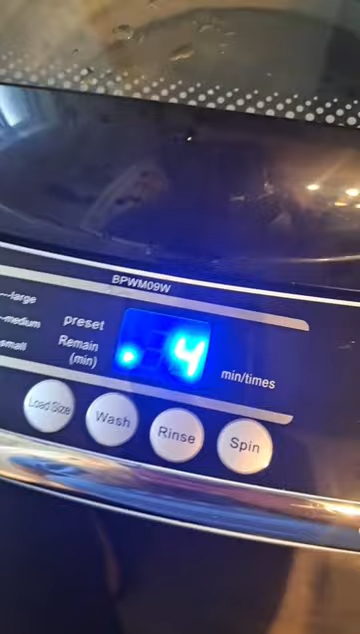 BPWM09W
large
medium
small
preset
Remain
(min)
4
min/times
Load Size
Wash
Rinse
Spin